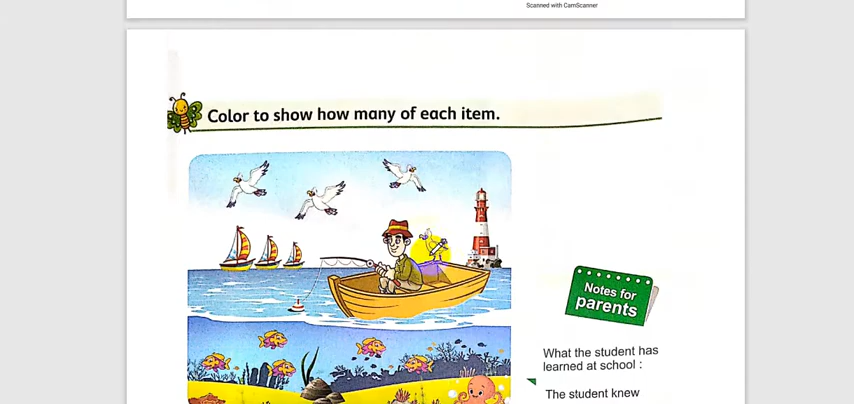 Scanned with CamScanner
Color to show how many of each item.
Notes for
parents
What the student has
learned at school :
The student knew